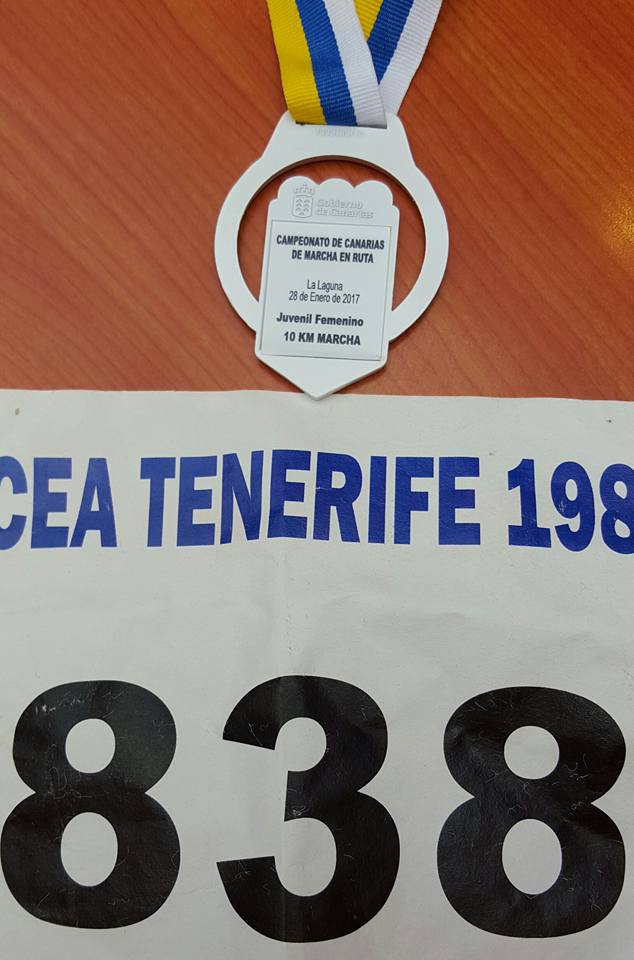 Gobierno
de Canarias
CAMPEONATO DE CANARIAS
DE MARCHA EN RUTA
La Laguna
28 de Enero de 2017
Juvenil Femenino
10 KM MARCHA
CEA TENERIFE 198
838